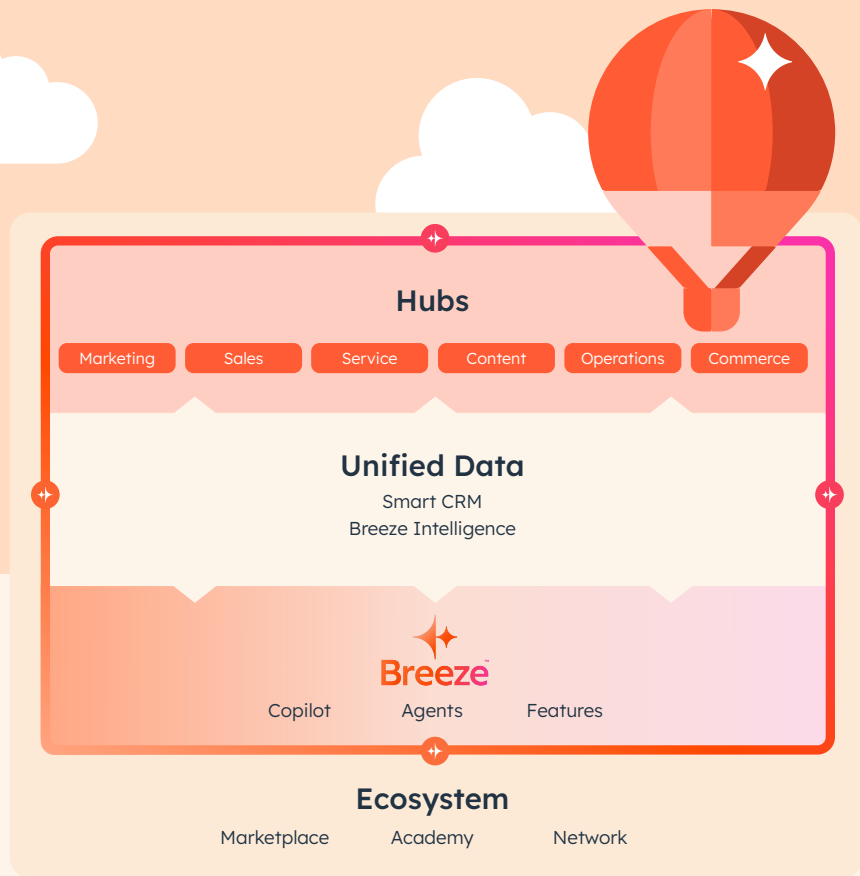 Hubs
Marketing Sales Service Content Operations Commerce
Unified Data
Smart CRM
Breeze Intelligence
Breeze™
Copilot Agents Features
Ecosystem
Marketplace Academy Network